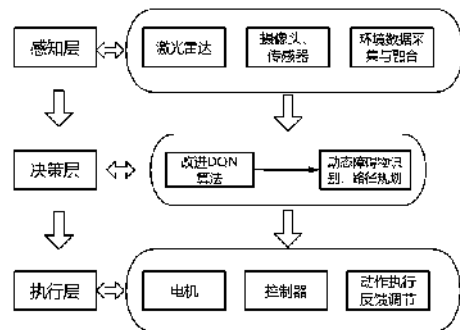 感知层
激光雷达
摄像头、
传感器
环境数据采
集与融合
决策层
改进DQN
算法
动态障碍物识
别、路径规划
执行层
电机
控制器
动作执行
反馈调节